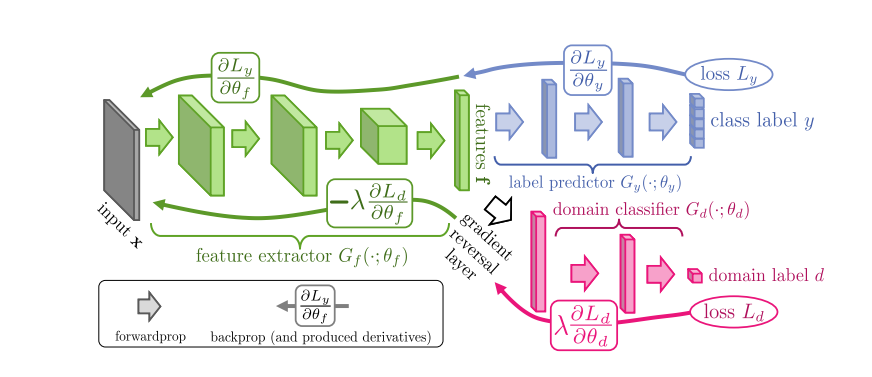 ∂L_y/∂θ_f
∂L_y/∂θ_y
loss L_y
features f
class label y
label predictor G_y(·;θ_y)
input x
−λ ∂L_d/∂θ_f
feature extractor G_f(·;θ_f)
gradient
reversal
layer
domain classifier G_d(·;θ_d)
domain label d
loss L_d
λ ∂L_d/∂θ_d
forwardprop
∂L_y/∂θ_f
backprop (and produced derivatives)